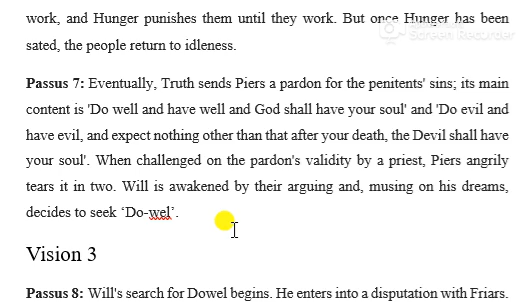 work, and Hunger punishes them until they work. But once Hunger has been
sated, the people return to idleness.
Screen Recorder
Passus 7: Eventually, Truth sends Piers a pardon for the penitents' sins; its main
content is 'Do well and have well and God shall have your soul' and 'Do evil and
have evil, and expect nothing other than that after your death, the Devil shall have
your soul'. When challenged on the pardon's validity by a priest, Piers angrily
tears it in two. Will is awakened by their arguing and, musing on his dreams,
decides to seek ‘Do-wel’.
Vision 3
Passus 8: Will's search for Dowel begins. He enters into a disputation with Friars.